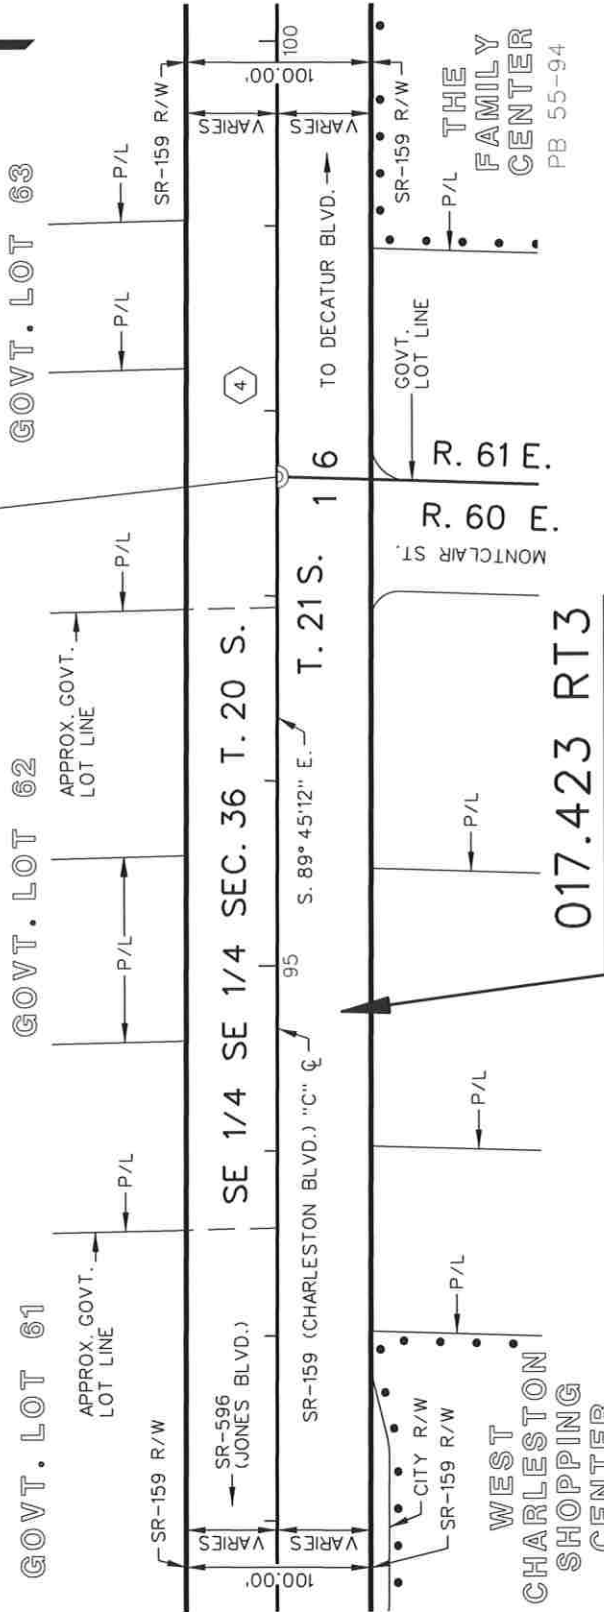 GOVT. LOT 61
GOVT. LOT 62
GOVT. LOT 63
APPROX. GOVT.
LOT LINE
P/L
P/L
APPROX. GOVT.
LOT LINE
P/L
P/L
P/L
SR-159 R/W
SR-159 R/W
VARIES
100.00'
SR-596
(JONES BLVD.)
SE 1/4 SE 1/4 SEC. 36 T. 20 S.
4
VARIES
100.00'
95
100
VARIES
SR-159 (CHARLESTON BLVD.) "C" ℄
S. 89° 45'12" E.
T. 21 S.
1 6
TO DECATUR BLVD.
VARIES
CITY R/W
SR-159 R/W
P/L
P/L
P/L
MONTCLAIR ST.
R. 60 E.
R. 61 E.
GOVT.
LOT LINE
SR-159 R/W
P/L
WEST
CHARLESTON
SHOPPING
CENTER
017.423 RT3
THE
FAMILY
CENTER
PB 55-94